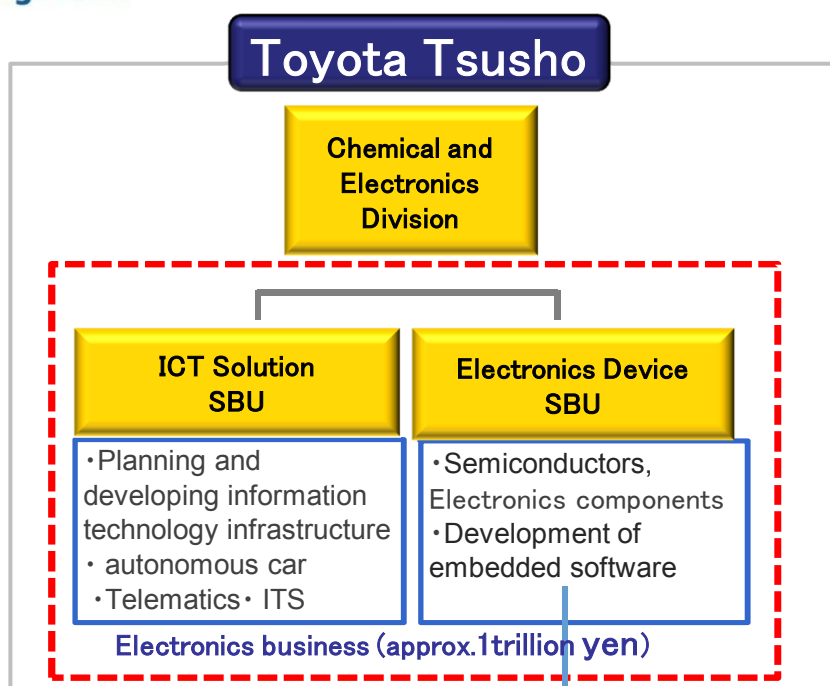 Toyota Tsusho
Chemical and
Electronics
Division
ICT Solution
SBU
・Planning and
developing information
technology infrastructure
・ autonomous car
・Telematics・ ITS
Electronics Device
SBU
・Semiconductors,
Electronics components
・Development of
embedded software
Electronics business (approx.1trillion yen)